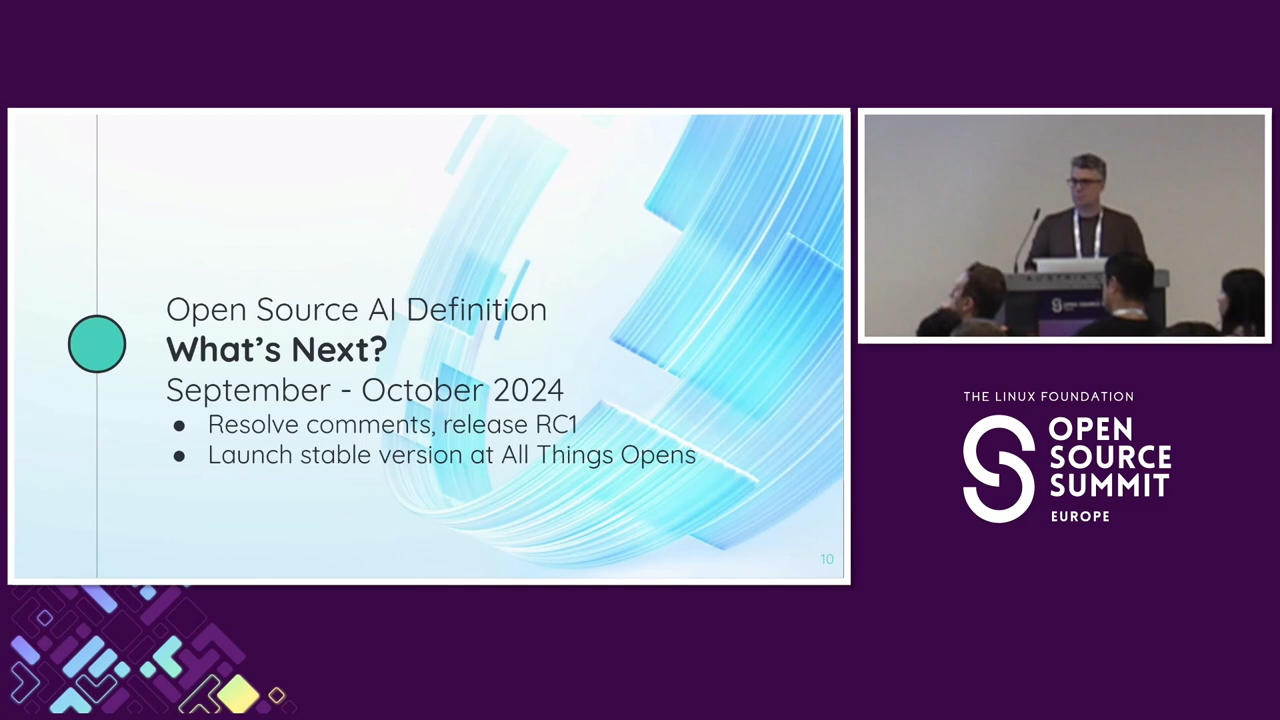 Open Source AI Definition
What's Next?
September - October 2024
● Resolve comments, release RC1
● Launch stable version at All Things Opens
10
THE LINUX FOUNDATION
OPEN
SOURCE
SUMMIT
EUROPE